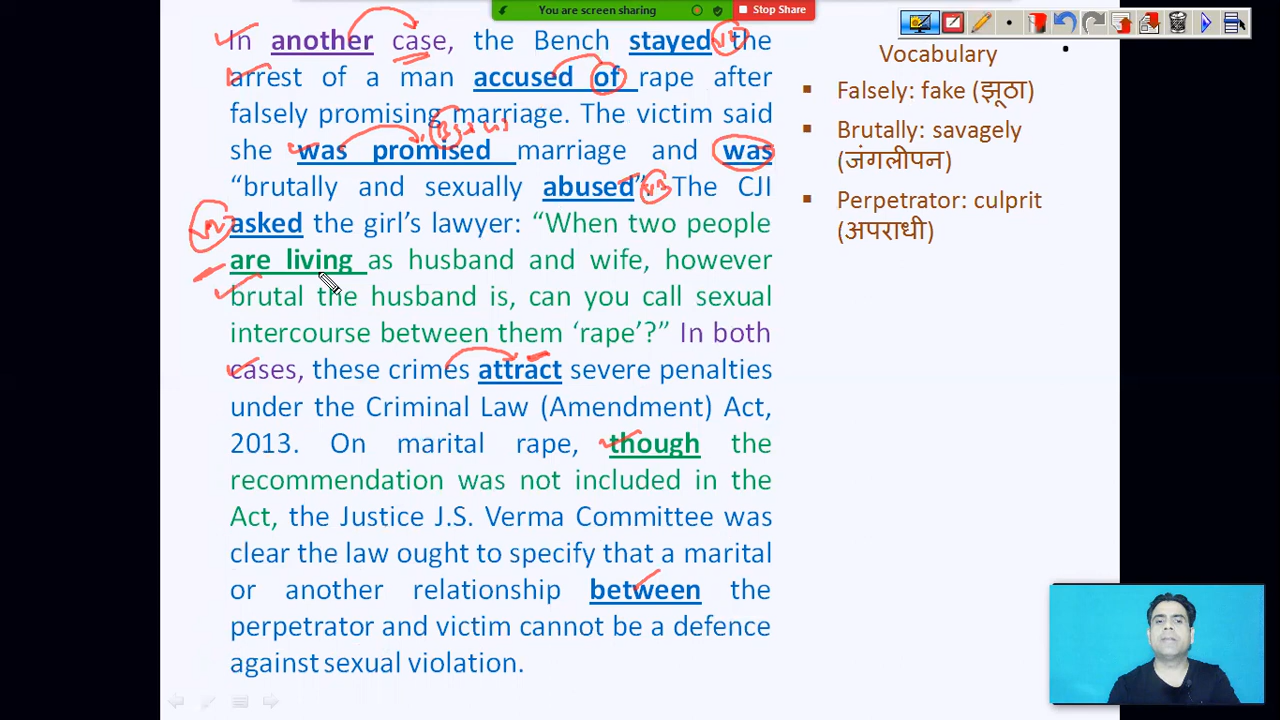 You are screen sharing
Stop Share
In another case, the Bench stayed the
arrest of a man accused of rape after
falsely promising marriage. The victim said
she was promised marriage and was
“brutally and sexually abused”. The CJI
asked the girl’s lawyer: “When two people
are living as husband and wife, however
brutal the husband is, can you call sexual
intercourse between them ‘rape’?” In both
cases, these crimes attract severe penalties
under the Criminal Law (Amendment) Act,
2013. On marital rape, though the
recommendation was not included in the
Act, the Justice J.S. Verma Committee was
clear the law ought to specify that a marital
or another relationship between the
perpetrator and victim cannot be a defence
against sexual violation.
Vocabulary
▪ Falsely: fake (झूठा)
▪ Brutally: savagely
(जंगलीपन)
▪ Perpetrator: culprit
(अपराधी)